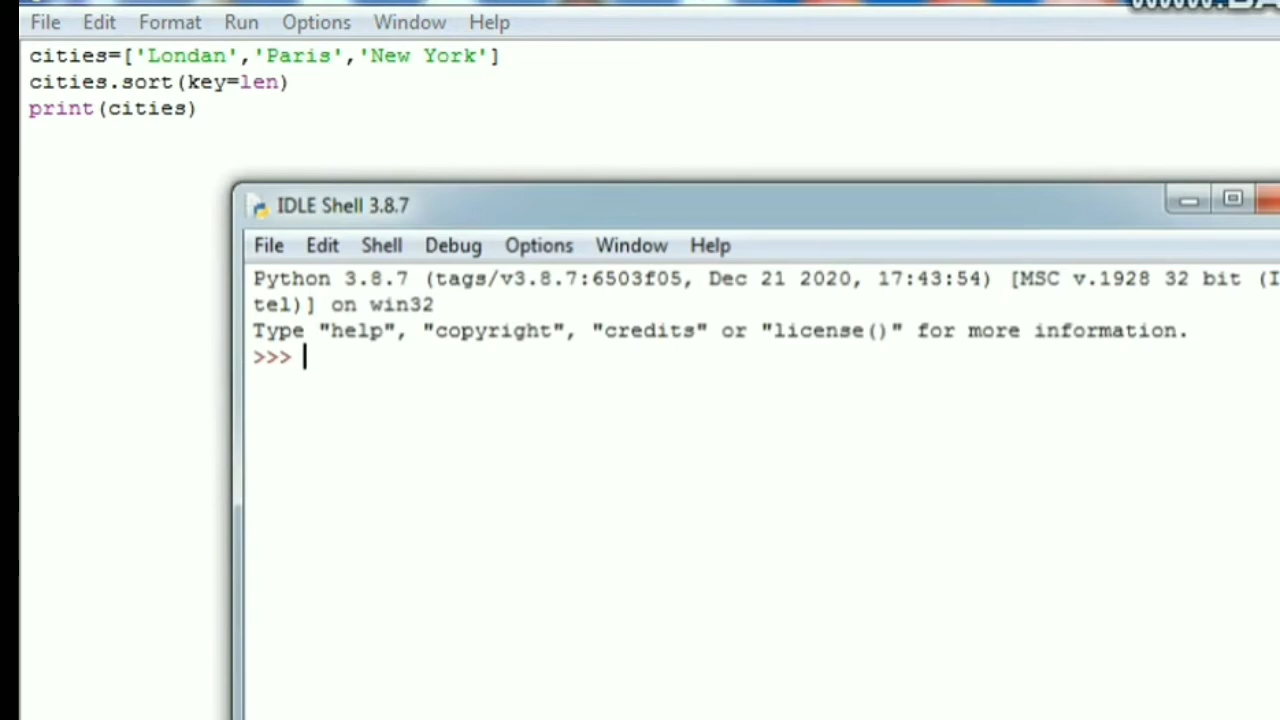 File Edit Format Run Options Window Help
cities=['Londan','Paris','New York']
cities.sort(key=len)
print(cities)
IDLE Shell 3.8.7
File Edit Shell Debug Options Window Help
Python 3.8.7 (tags/v3.8.7:6503f05, Dec 21 2020, 17:43:54) [MSC v.1928 32 bit (I
tel)] on win32
Type "help", "copyright", "credits" or "license()" for more information.
>>>